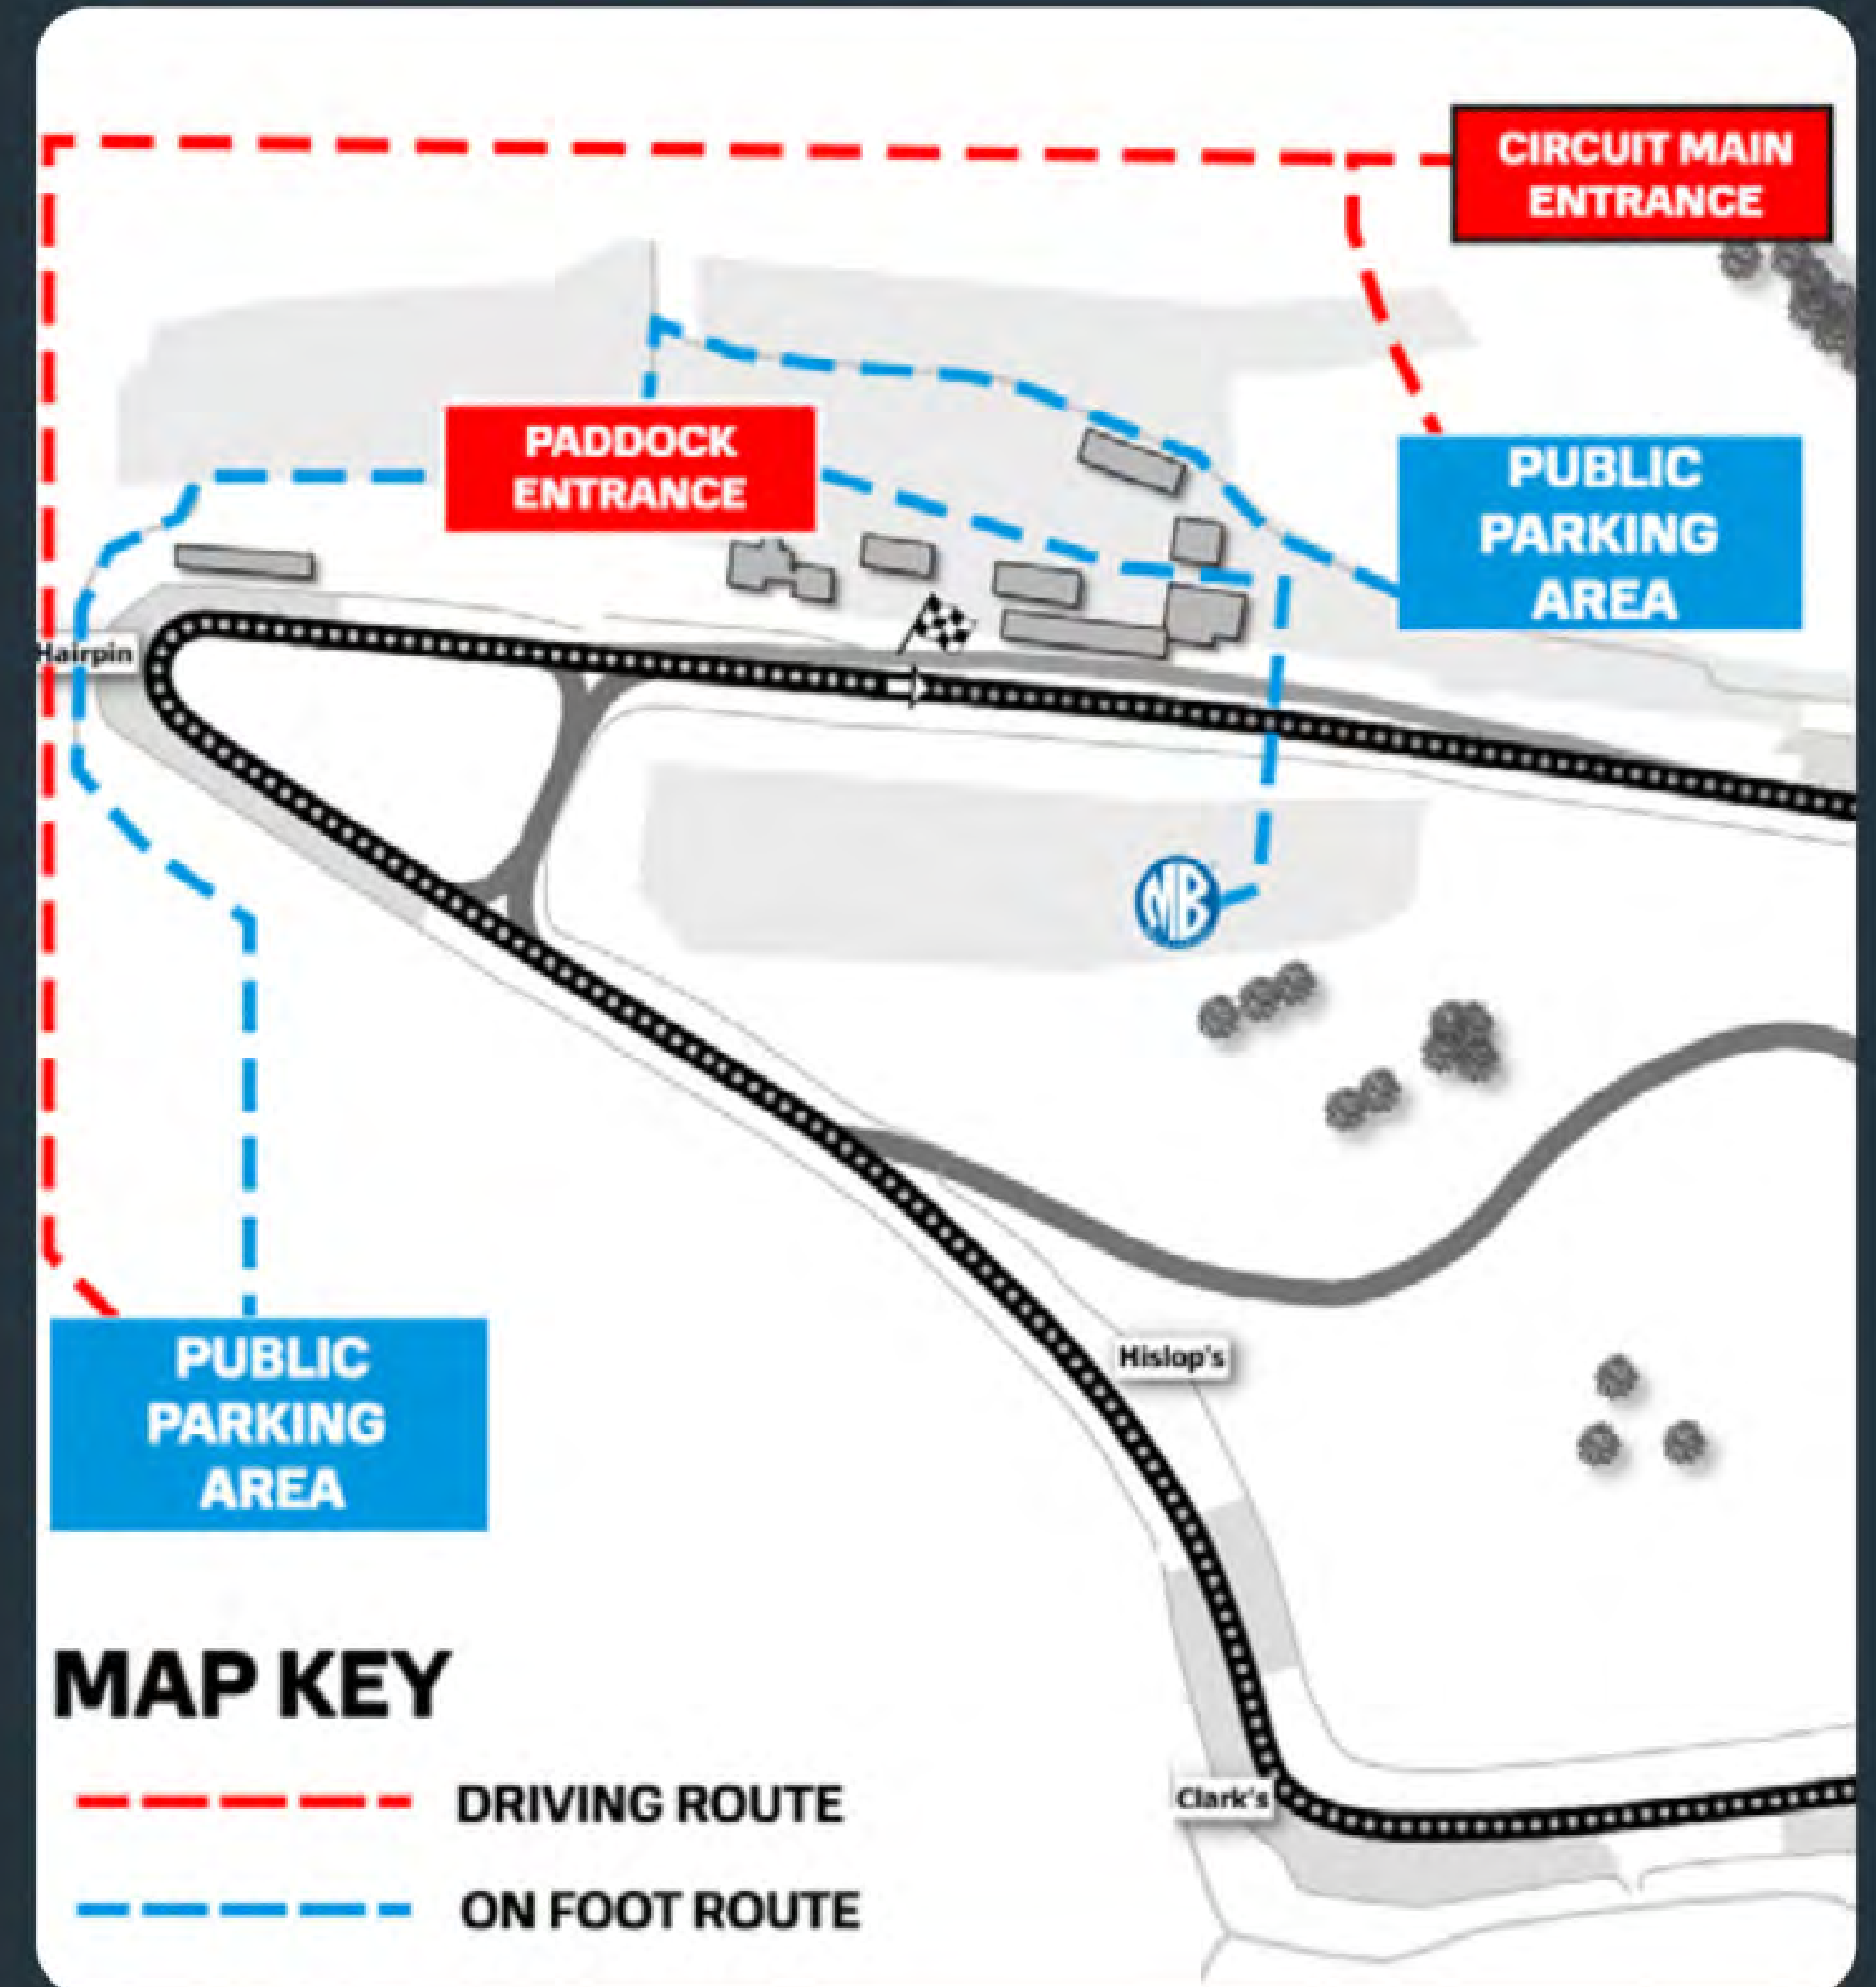 CIRCUIT MAIN
ENTRANCE
PADDOCK
ENTRANCE
PUBLIC
PARKING
AREA
Hairpin
MB
Hislop's
PUBLIC
PARKING
AREA
MAP KEY
Clark's
DRIVING ROUTE
ON FOOT ROUTE